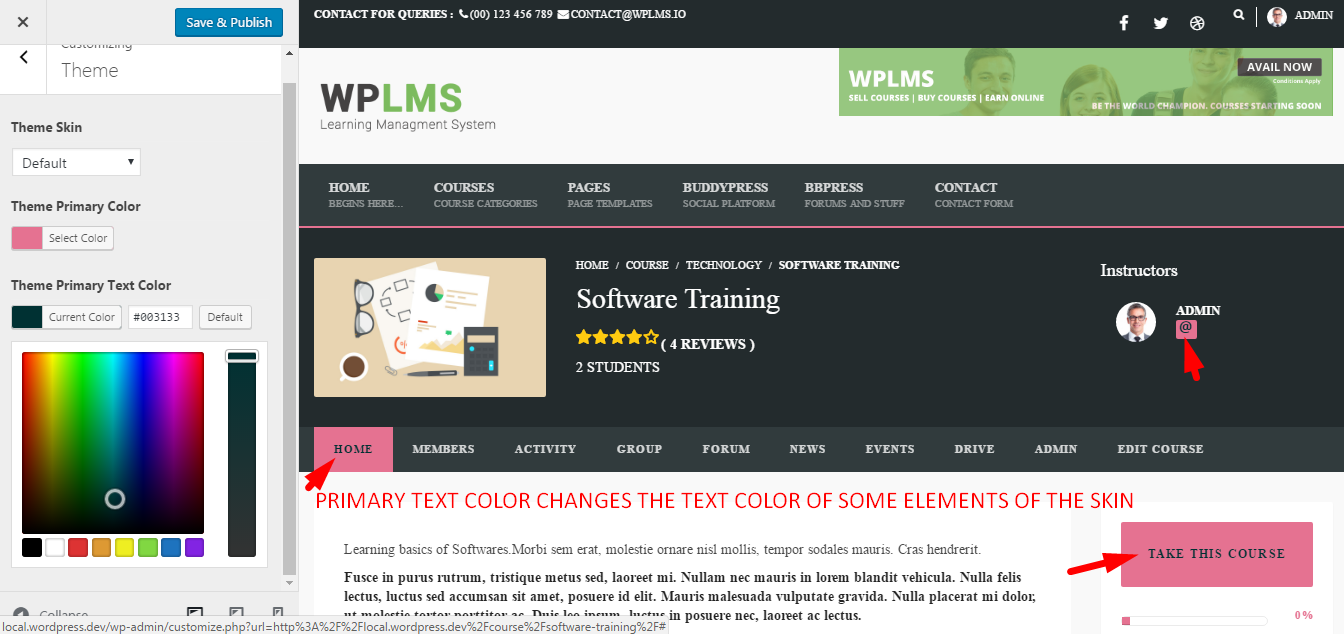 Save & Publish
Customizing
Theme
Theme Skin
Default
Theme Primary Color
Select Color
Theme Primary Text Color
Current Color #003133 Default
Collapse
local.wordpress.dev/wp-admin/customize.php?url=http%3A%2F%2Flocal.wordpress.dev%2Fcourse%2Fsoftware-training%2F#
CONTACT FOR QUERIES : (00) 123 456 789 CONTACT@WPLMS.IO
ADMIN
WPLMS
Learning Managment System
WPLMS
SELL COURSES | BUY COURSES | EARN ONLINE
AVAIL NOW
Conditions Apply
BE THE WORLD CHAMPION. COURSES STARTING SOON
HOME COURSES PAGES BUDDYPRESS BBPRESS CONTACT
BEGINS HERE... COURSE CATEGORIES PAGE TEMPLATES SOCIAL PLATFORM FORUMS AND STUFF CONTACT FORM
HOME / COURSE / TECHNOLOGY / SOFTWARE TRAINING
Software Training
( 4 REVIEWS )
2 STUDENTS
Instructors
ADMIN
@
HOME MEMBERS ACTIVITY GROUP FORUM NEWS EVENTS DRIVE ADMIN EDIT COURSE
PRIMARY TEXT COLOR CHANGES THE TEXT COLOR OF SOME ELEMENTS OF THE SKIN
Learning basics of Softwares.Morbi sem erat, molestie ornare nisl mollis, tempor sodales mauris. Cras hendrerit.
Fusce in purus rutrum, tristique metus sed, laoreet mi. Nullam nec mauris in lorem blandit vehicula. Nulla felis
lectus, luctus sed accumsan sit amet, posuere id elit. Mauris malesuada vulputate gravida. Nulla placerat mi dolor,
ut molestie tortor porttitor ac. Duis leo ipsum, luctus in posuere nec, laoreet ac lectus.
TAKE THIS COURSE
0%